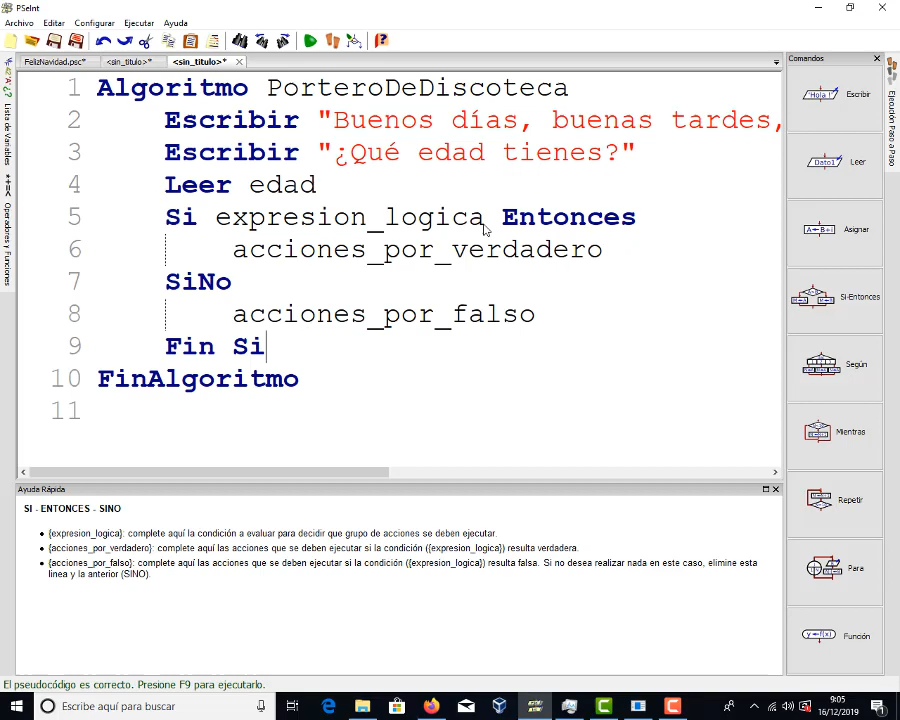 PSeInt
Archivo Editar Configurar Ejecutar Ayuda
FelizNavidad.psc* <sin_titulo>* <sin_titulo>*
Comandos
Lista de Variables
Operadores y Funciones
1 Algoritmo PorteroDeDiscoteca
2 Escribir "Buenos días, buenas tardes,
3 Escribir "¿Qué edad tienes?"
4 Leer edad
5 Si expresion_logica Entonces
6 acciones_por_verdadero
7 SiNo
8 acciones_por_falso
9 Fin Si
10 FinAlgoritmo
11
'Hola !' Escribir
Dato1 Leer
A←B+i Asignar
Si-Entonces
Según
Mientras
Repetir
Para
y←f(x) Función
Ejecución Paso a Paso
Ayuda Rápida
SI - ENTONCES - SINO
{expresion_logica}: complete aquí la condición a evaluar para decidir que grupo de acciones se deben ejecutar.
{acciones_por_verdadero}: complete aquí las acciones que se deben ejecutar si la condición ({expresion_logica}) resulta verdadera.
{acciones_por_falso}: complete aquí las acciones que se deben ejecutar si la condición ({expresion_logica}) resulta falsa. Si no desea realizar nada en este caso, elimine esta
linea y la anterior (SINO).
El pseudocódigo es correcto. Presione F9 para ejecutarlo.
Escribe aquí para buscar
9:05
16/12/2019